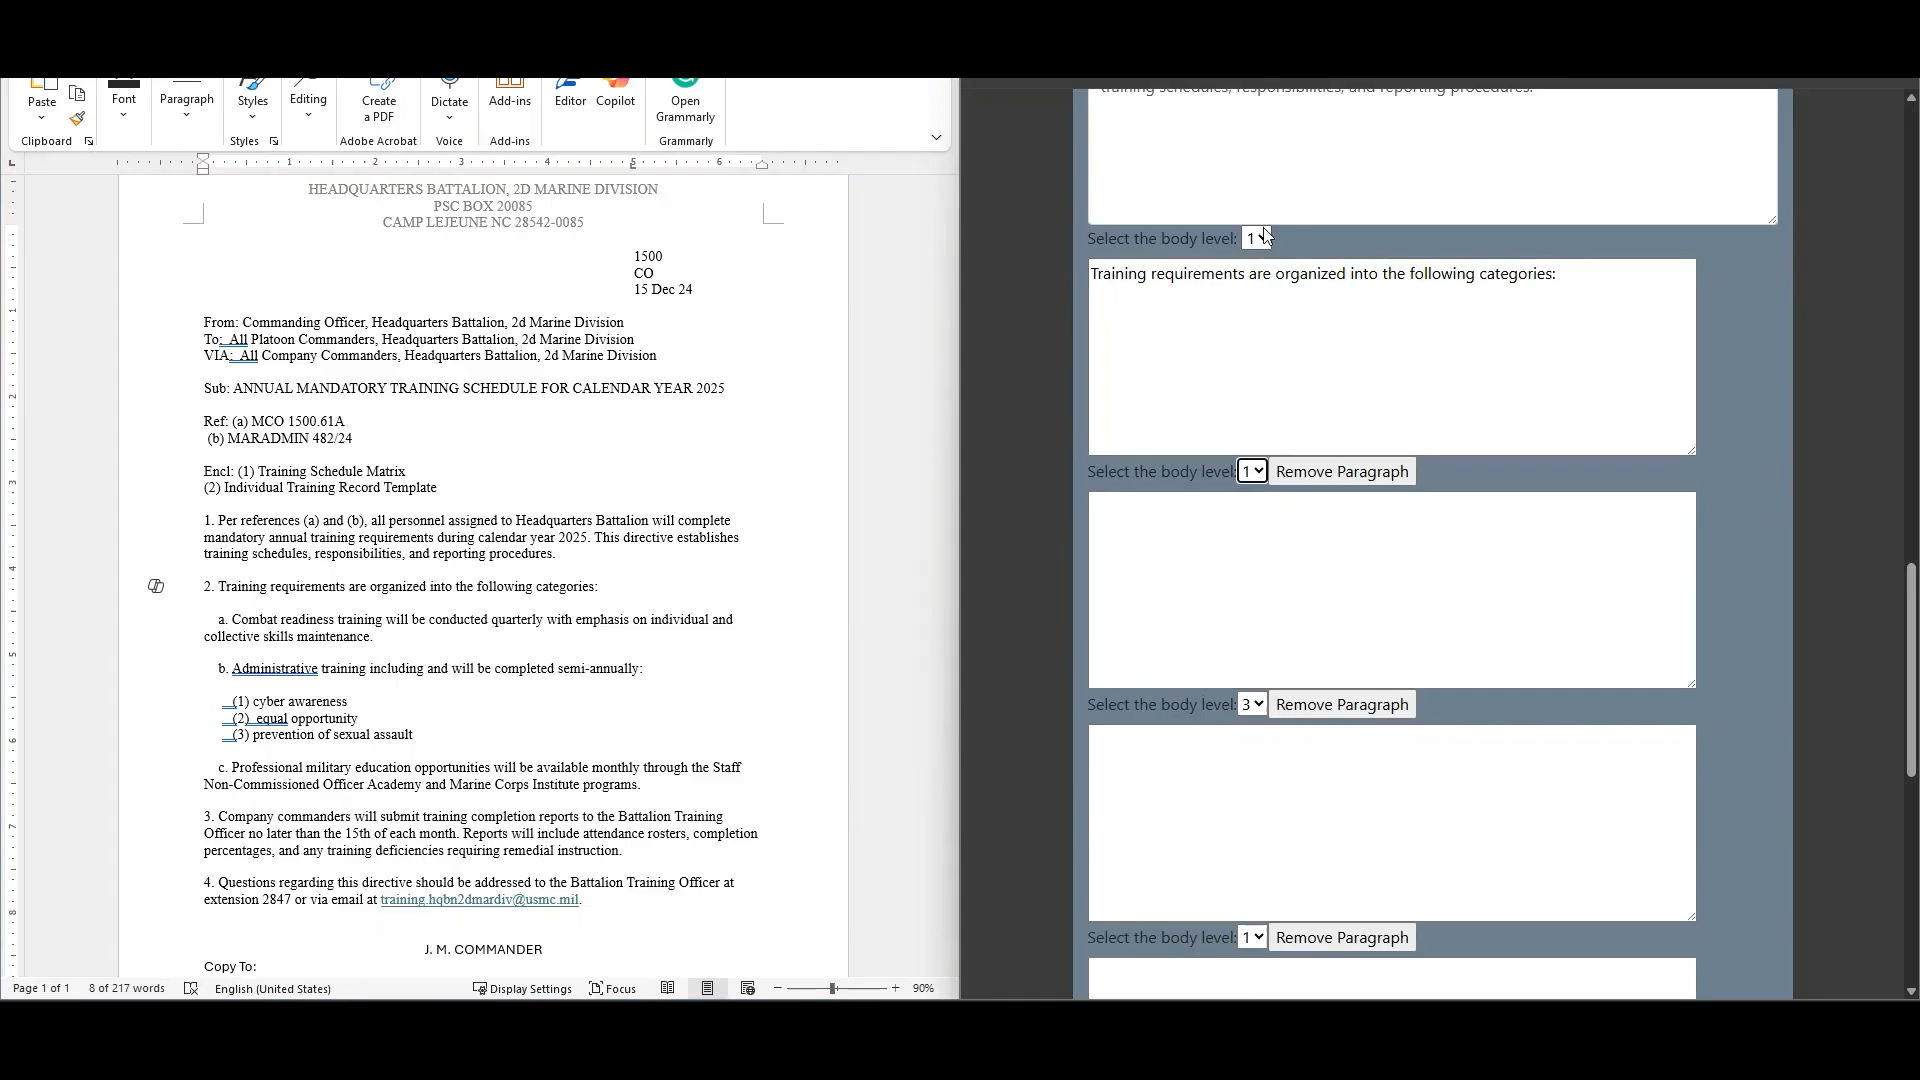 Paste
Font
Paragraph
Styles
Editing
Create
a PDF
Dictate
Add-ins
Editor
Copilot
Open
Grammarly
Clipboard
Styles
Adobe Acrobat
Voice
Add-ins
Grammarly
1 2 3 4 5 6
HEADQUARTERS BATTALION, 2D MARINE DIVISION
PSC BOX 20085
CAMP LEJEUNE NC 28542-0085
1500
CO
15 Dec 24
From: Commanding Officer, Headquarters Battalion, 2d Marine Division
To: All Platoon Commanders, Headquarters Battalion, 2d Marine Division
VIA: All Company Commanders, Headquarters Battalion, 2d Marine Division
Sub: ANNUAL MANDATORY TRAINING SCHEDULE FOR CALENDAR YEAR 2025
Ref: (a) MCO 1500.61A
(b) MARADMIN 482/24
Encl: (1) Training Schedule Matrix
(2) Individual Training Record Template
1. Per references (a) and (b), all personnel assigned to Headquarters Battalion will complete
mandatory annual training requirements during calendar year 2025. This directive establishes
training schedules, responsibilities, and reporting procedures.
2. Training requirements are organized into the following categories:
a. Combat readiness training will be conducted quarterly with emphasis on individual and
collective skills maintenance.
b. Administrative training including and will be completed semi-annually:
(1) cyber awareness
(2) equal opportunity
(3) prevention of sexual assault
c. Professional military education opportunities will be available monthly through the Staff
Non-Commissioned Officer Academy and Marine Corps Institute programs.
3. Company commanders will submit training completion reports to the Battalion Training
Officer no later than the 15th of each month. Reports will include attendance rosters, completion
percentages, and any training deficiencies requiring remedial instruction.
4. Questions regarding this directive should be addressed to the Battalion Training Officer at
extension 2847 or via email at training.hqbn2dmardiv@usmc.mil.
J. M. COMMANDER
Copy To:
Page 1 of 1 8 of 217 words English (United States) Display Settings Focus 90%
training schedules, responsibilities, and reporting procedures.
Select the body level: 1
Training requirements are organized into the following categories:
Select the body level: 1 Remove Paragraph
Select the body level: 3 Remove Paragraph
Select the body level: 1 Remove Paragraph